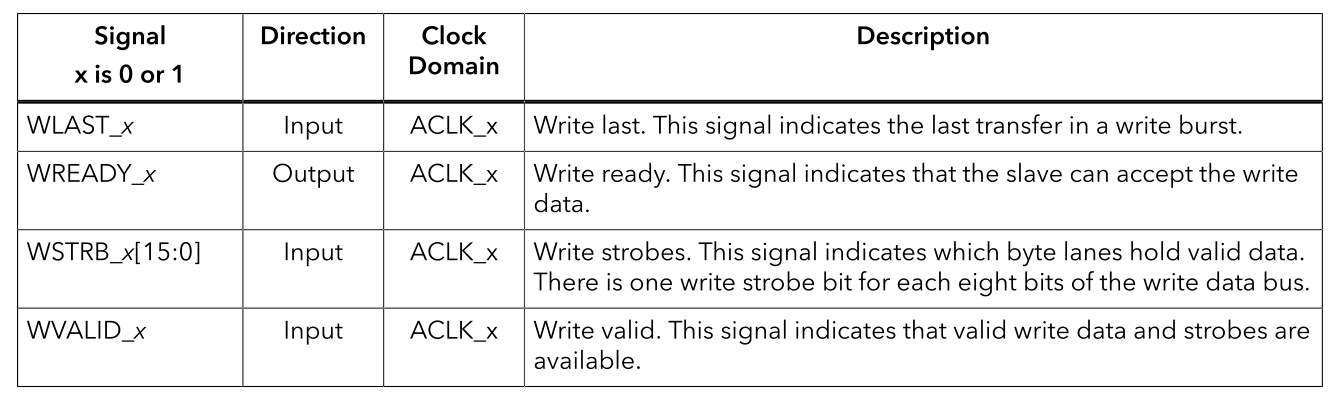 Signal Direction Clock Description
x is 0 or 1 Domain
WLAST_x Input ACLK_x Write last. This signal indicates the last transfer in a write burst.
WREADY_x Output ACLK_x Write ready. This signal indicates that the slave can accept the write
data.
WSTRB_x[15:0] Input ACLK_x Write strobes. This signal indicates which byte lanes hold valid data.
There is one write strobe bit for each eight bits of the write data bus.
WVALID_x Input ACLK_x Write valid. This signal indicates that valid write data and strobes are
available.